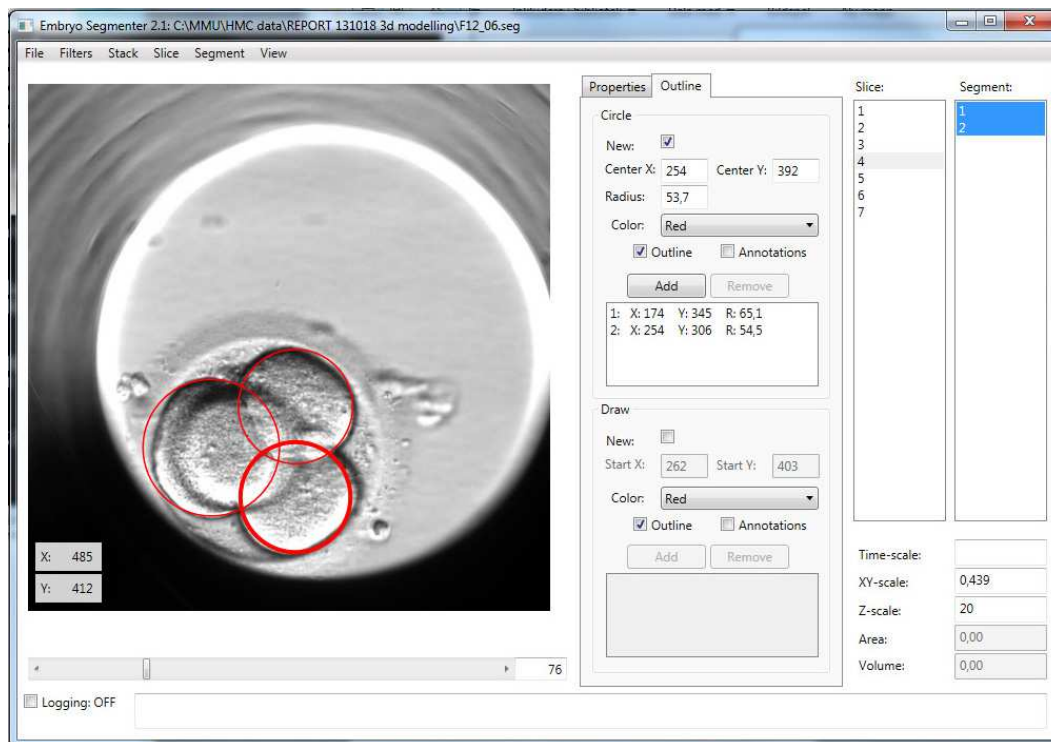 Embryo Segmenter 2.1: C:\MMU\HMC data\REPORT 131018 3d modelling\F12_06.seg
File Filters Stack Slice Segment View
Properties Outline
Circle
New:
Center X: 254 Center Y: 392
Radius: 53,7
Color: Red
Outline Annotations
Add Remove
1: X: 174 Y: 345 R: 65,1
2: X: 254 Y: 306 R: 54,5
Draw
New:
Start X: 262 Start Y: 403
Color: Red
Outline Annotations
Add Remove
Slice: Segment:
1 1
2 2
3
4
5
6
7
Time-scale:
XY-scale: 0,439
Z-scale: 20
Area: 0,00
Volume: 0,00
X: 485
Y: 412
76
Logging: OFF